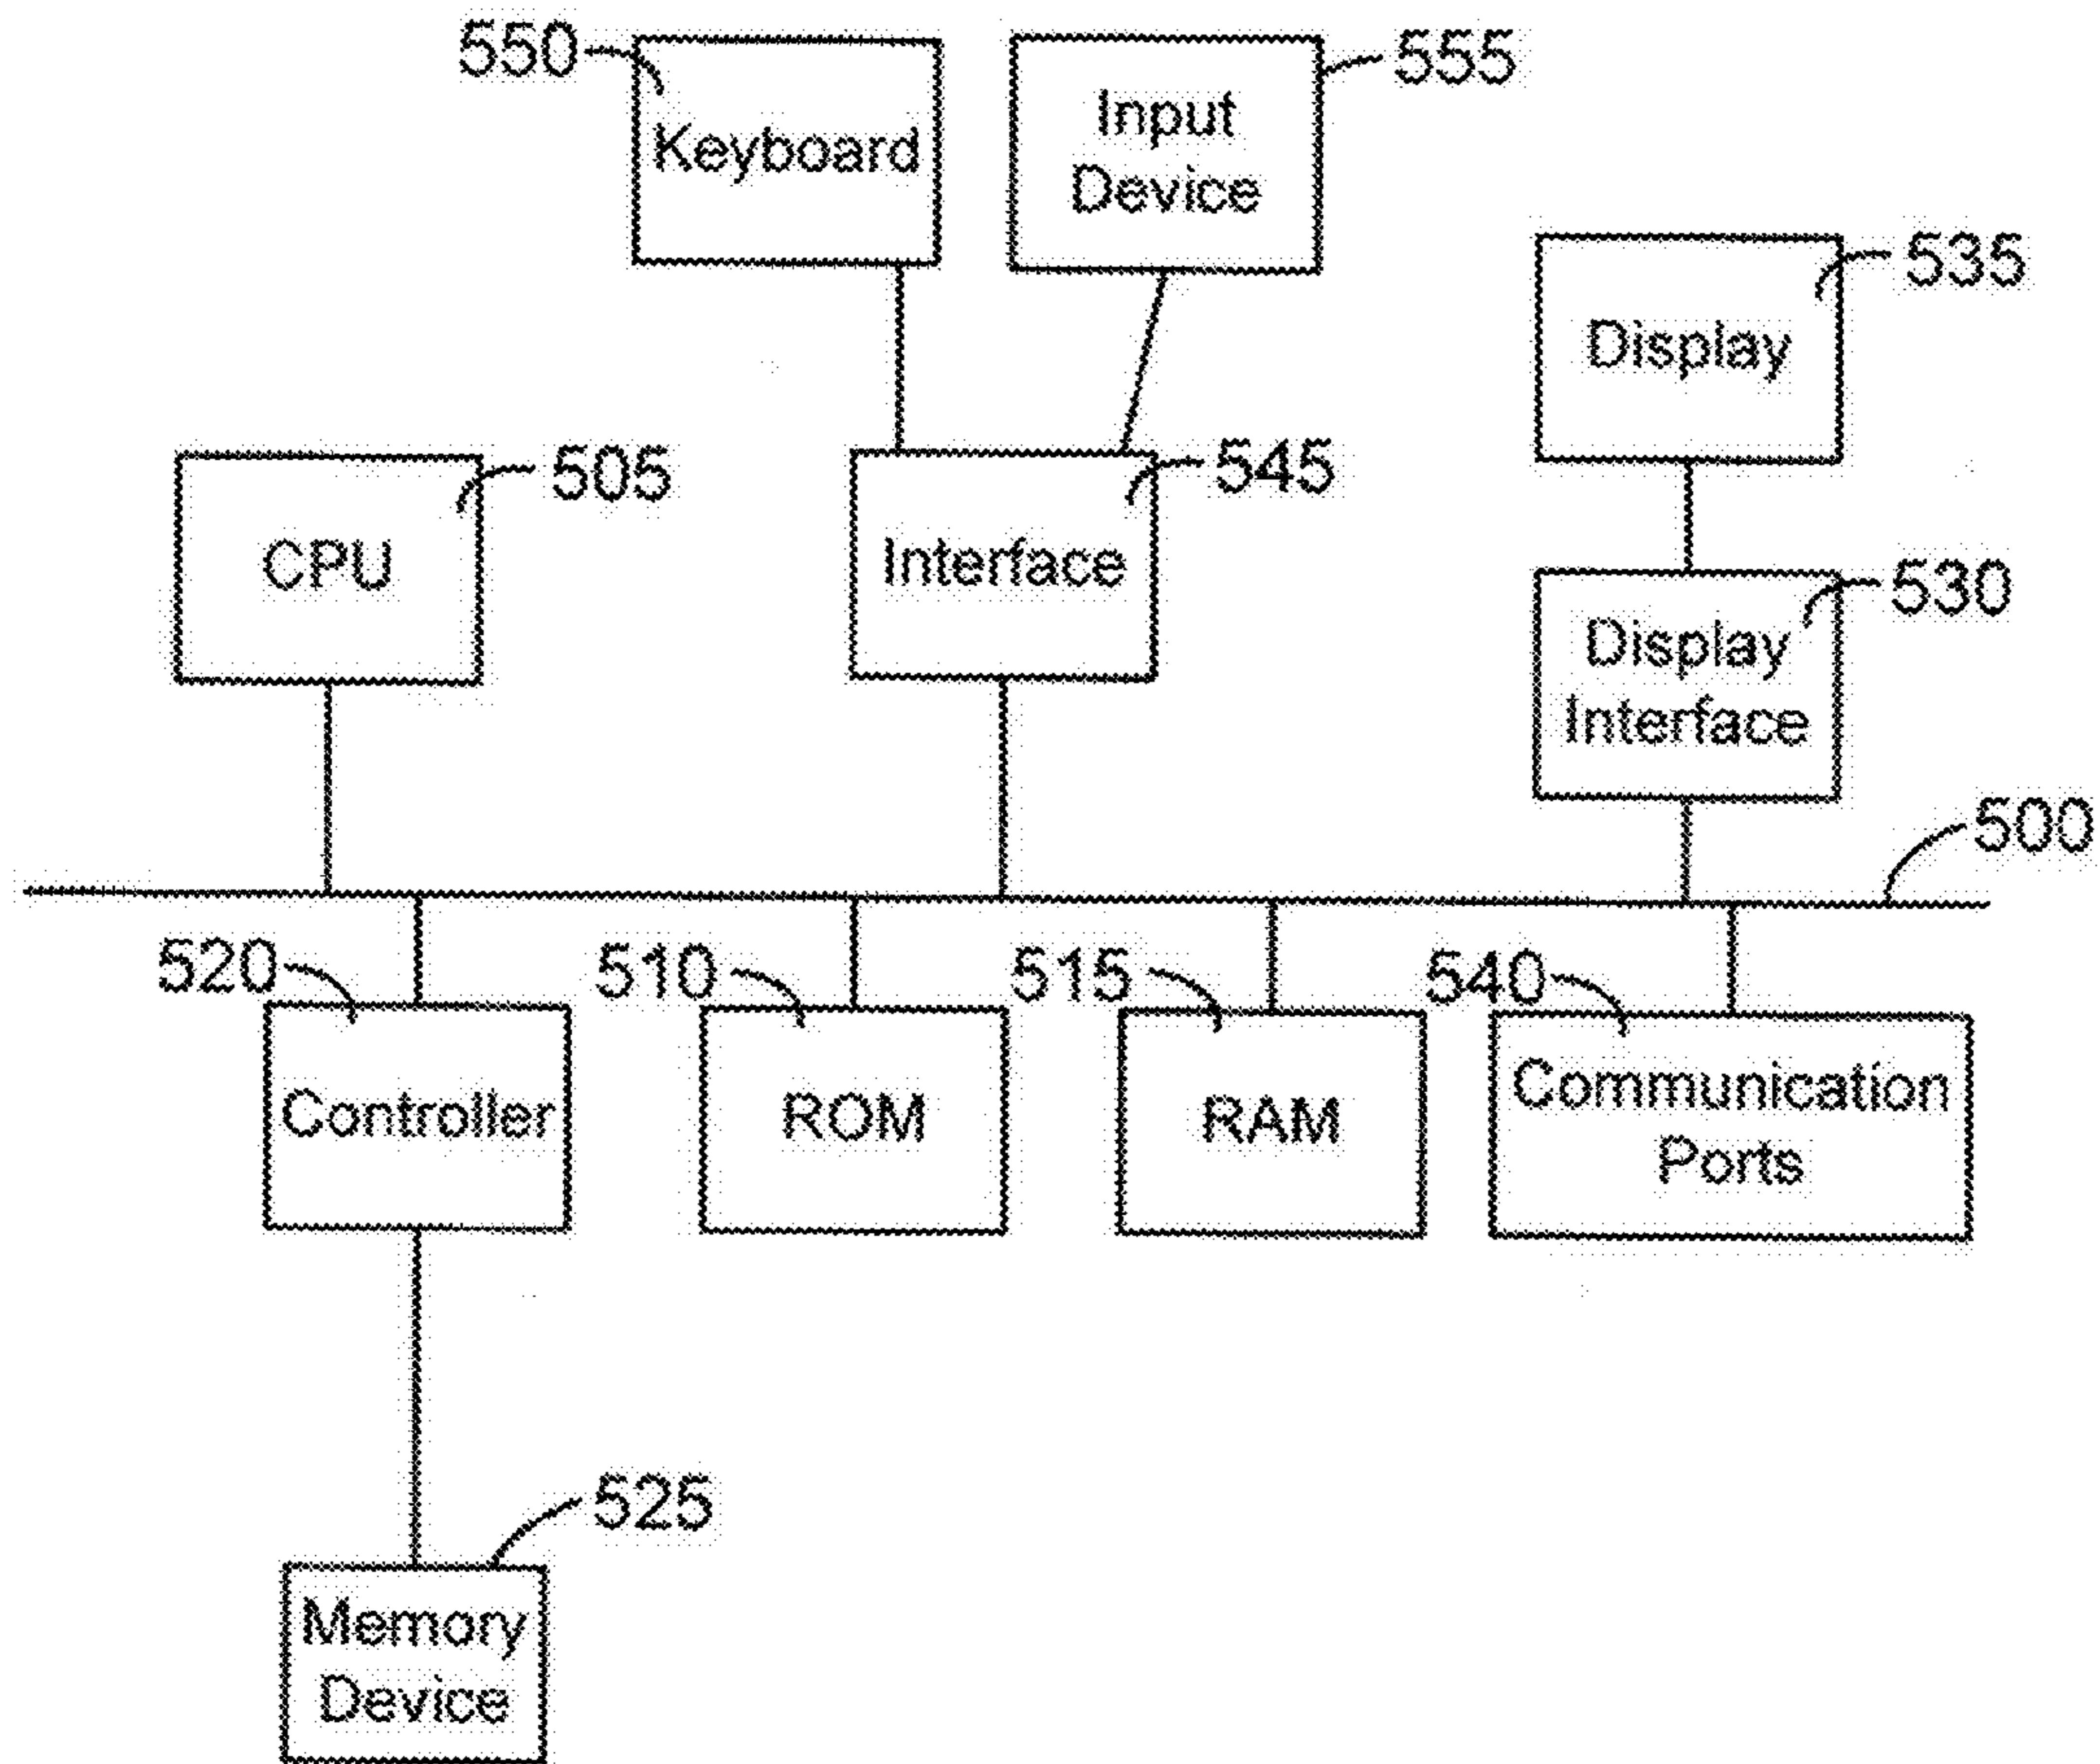 550
Keyboard
Input
Device
555
Display
535
CPU
505
Interface
545
Display
Interface
530
500
520
Controller
510
ROM
515
RAM
540
Communication
Ports
525
Memory
Device